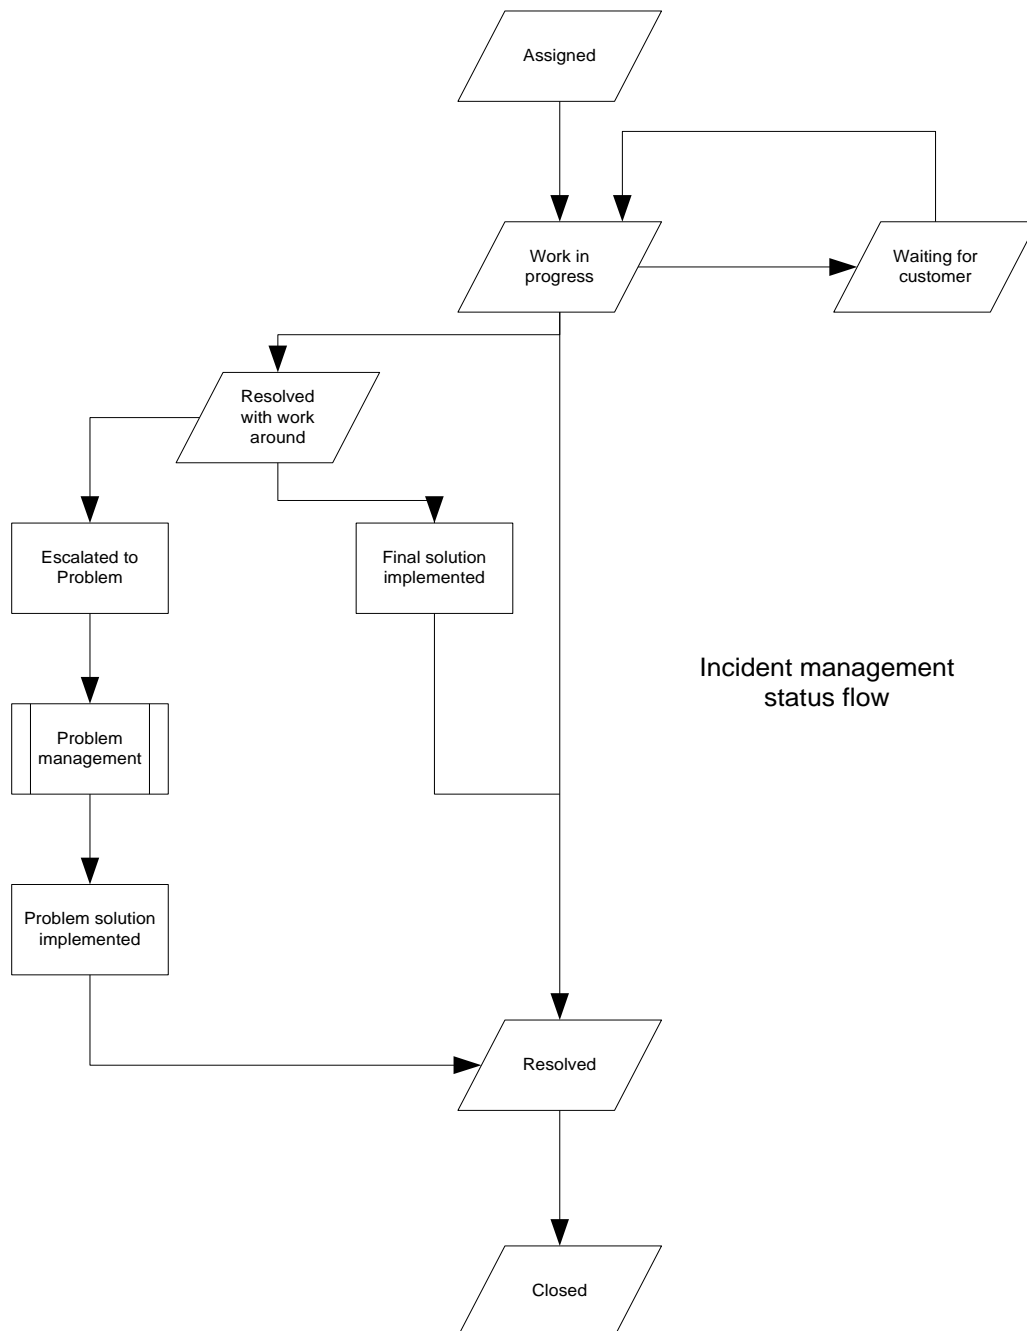 Assigned
Work in
progress
Waiting for
customer
Resolved
with work
around
Escalated to
Problem
Final solution
implemented
Incident management
status flow
Problem
management
Problem solution
implemented
Resolved
Closed